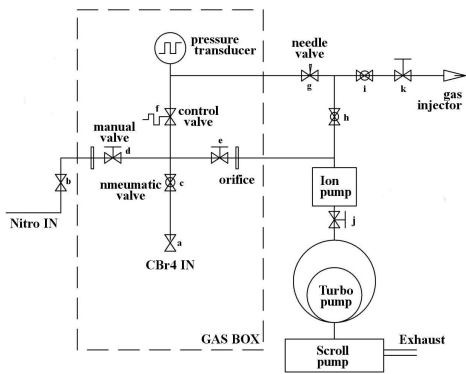 pressure
transducer
needle
valve
g
i
k
gas
injector
f
control
valve
h
manual
valve
d
e
b
nmeumatic
valve
c
orifice
Ion
pump
Nitro IN
a
j
CBr4 IN
Turbo
pump
GAS BOX
Exhaust
Scroll
pump